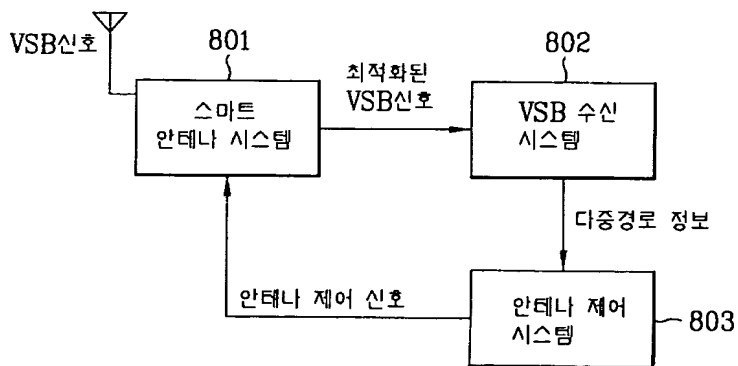 VSB신호
801
스마트
안테나 시스템
최적화된
VSB신호
802
VSB 수신
시스템
다중경로 정보
안테나 제어 신호
안테나 제어
시스템
803